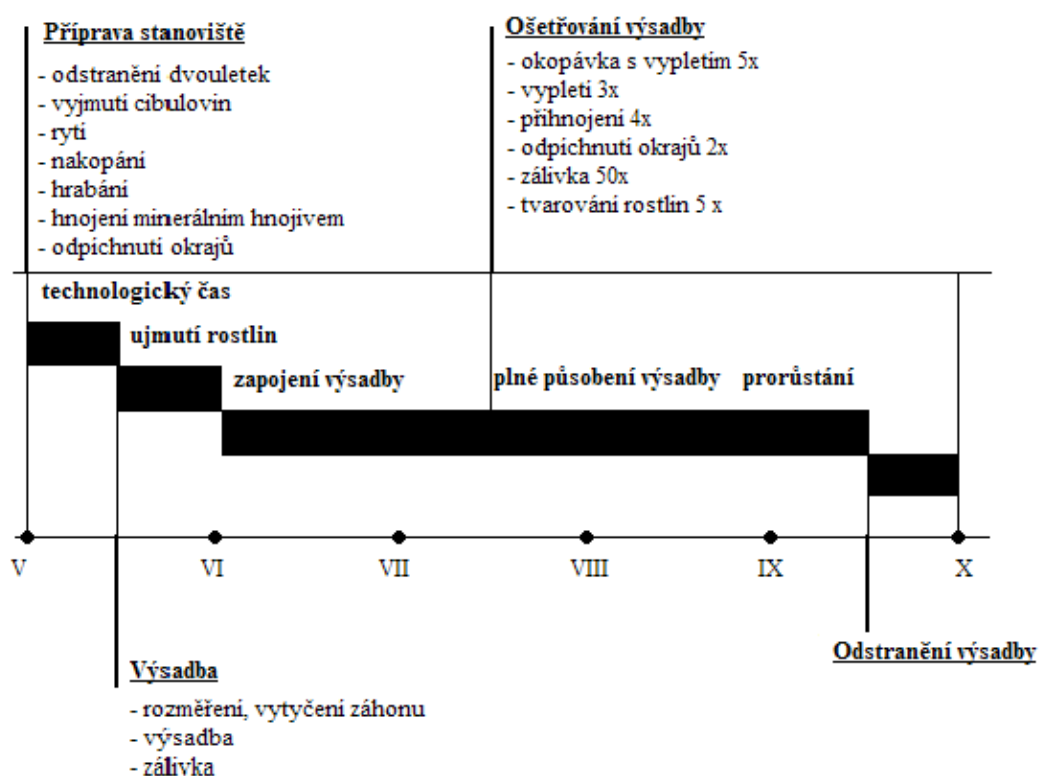 Příprava stanoviště
- odstranění dvouletek
- vyjmutí cibulovin
- rytí
- nakopání
- hrabání
- hnojení minerálním hnojivem
- odpichnutí okrajů
Ošetřování výsadby
- okopávka s vypletím 5x
- vypletí 3x
- přihnojení 4x
- odpichnutí okrajů 2x
- zálivka 50x
- tvarování rostlin 5 x
technologický čas
ujmutí rostlin
zapojení výsadby
plné působení výsadby
prorůstání
V
VI
VII
VIII
IX
X
Výsadba
- rozměření, vytyčení záhonu
- výsadba
- zálivka
Odstranění výsadby